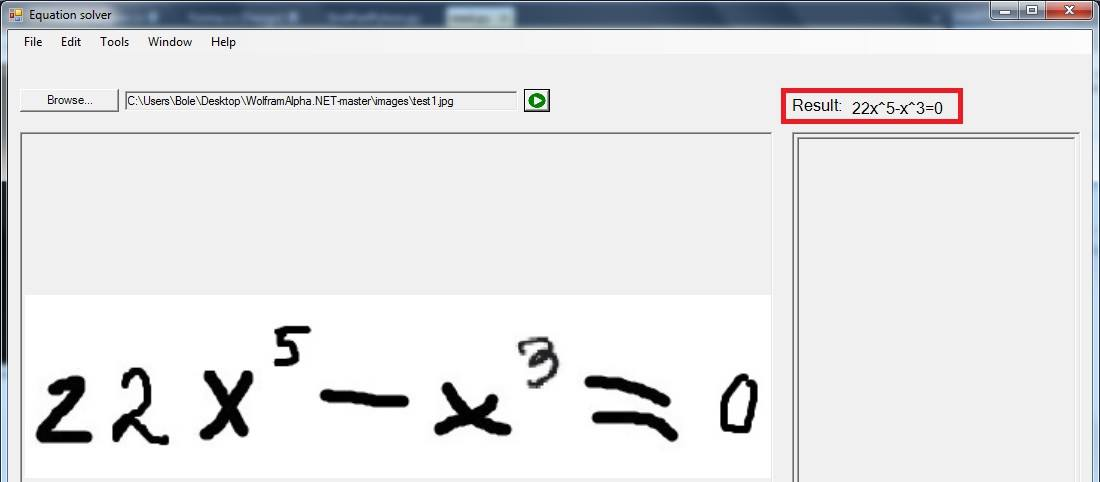 Equation solver
File Edit Tools Window Help
Browse... C:\Users\Bole\Desktop\WolframAlpha.NET-master\images\test1.jpg
Result: 22x^5-x^3=0
22x⁵-x³=0